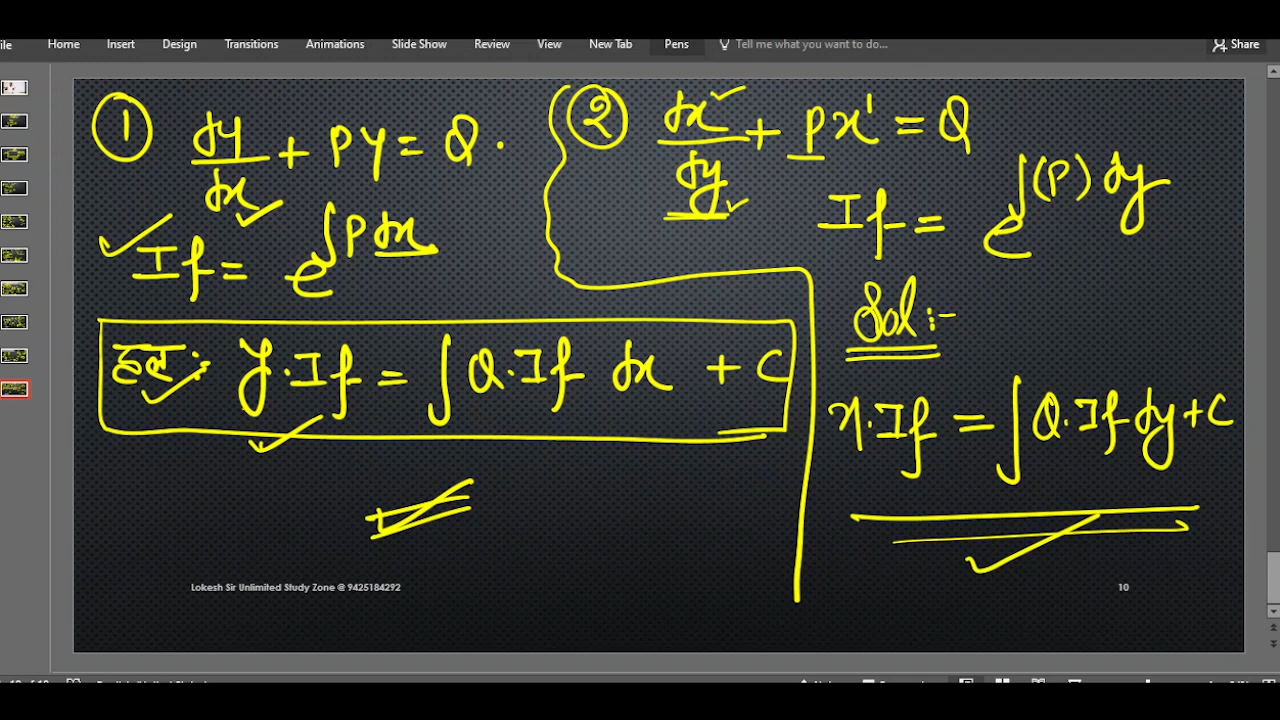 File Home Insert Design Transitions Animations Slide Show Review View New Tab Pens Tell me what you want to do... Share
① dy/dx + Py = Q.
If = e^∫P dx
हल :- y.If = ∫Q.If dx + C
② dx/dy + Px¹ = Q
If = e^∫(P) dy
Sol :-
x.If = ∫Q.If dy + C
Lokesh Sir Unlimited Study Zone @ 9425184292
10